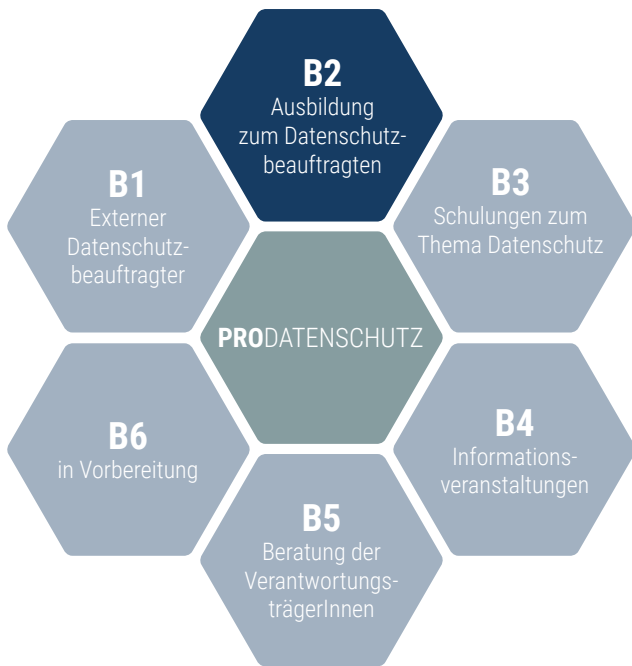 B2
Ausbildung
zum Datenschutz-
beauftragten
B1
Externer
Datenschutz-
beauftragter
B3
Schulungen zum
Thema Datenschutz
PRODATENSCHUTZ
B6
in Vorbereitung
B4
Informations-
veranstaltungen
B5
Beratung der
Verantwortungs-
trägerInnen